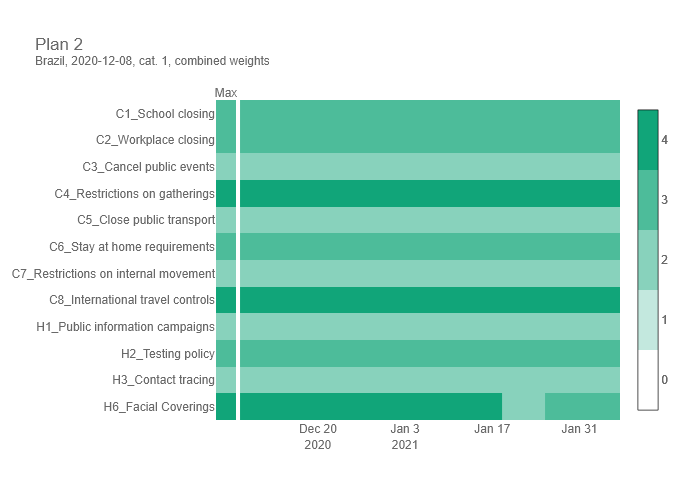 Plan 2
Brazil, 2020-12-08, cat. 1, combined weights
Max
C1_School closing
C2_Workplace closing
C3_Cancel public events
C4_Restrictions on gatherings
C5_Close public transport
C6_Stay at home requirements
C7_Restrictions on internal movement
C8_International travel controls
H1_Public information campaigns
H2_Testing policy
H3_Contact tracing
H6_Facial Coverings
Dec 20 Jan 3 Jan 17 Jan 31
2020 2021
4
3
2
1
0